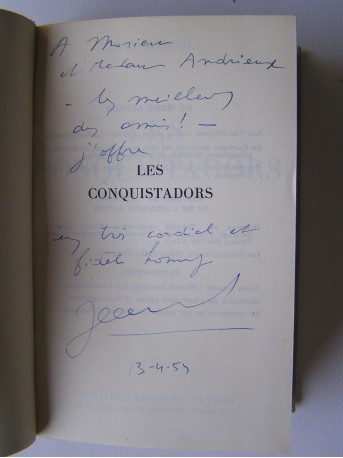 A Monsieur
et Madame Andrieux
- les meilleurs
des amis! -
j'offre
LES
CONQUISTADORS
en très cordial et
fidèle hommage
13-4-54